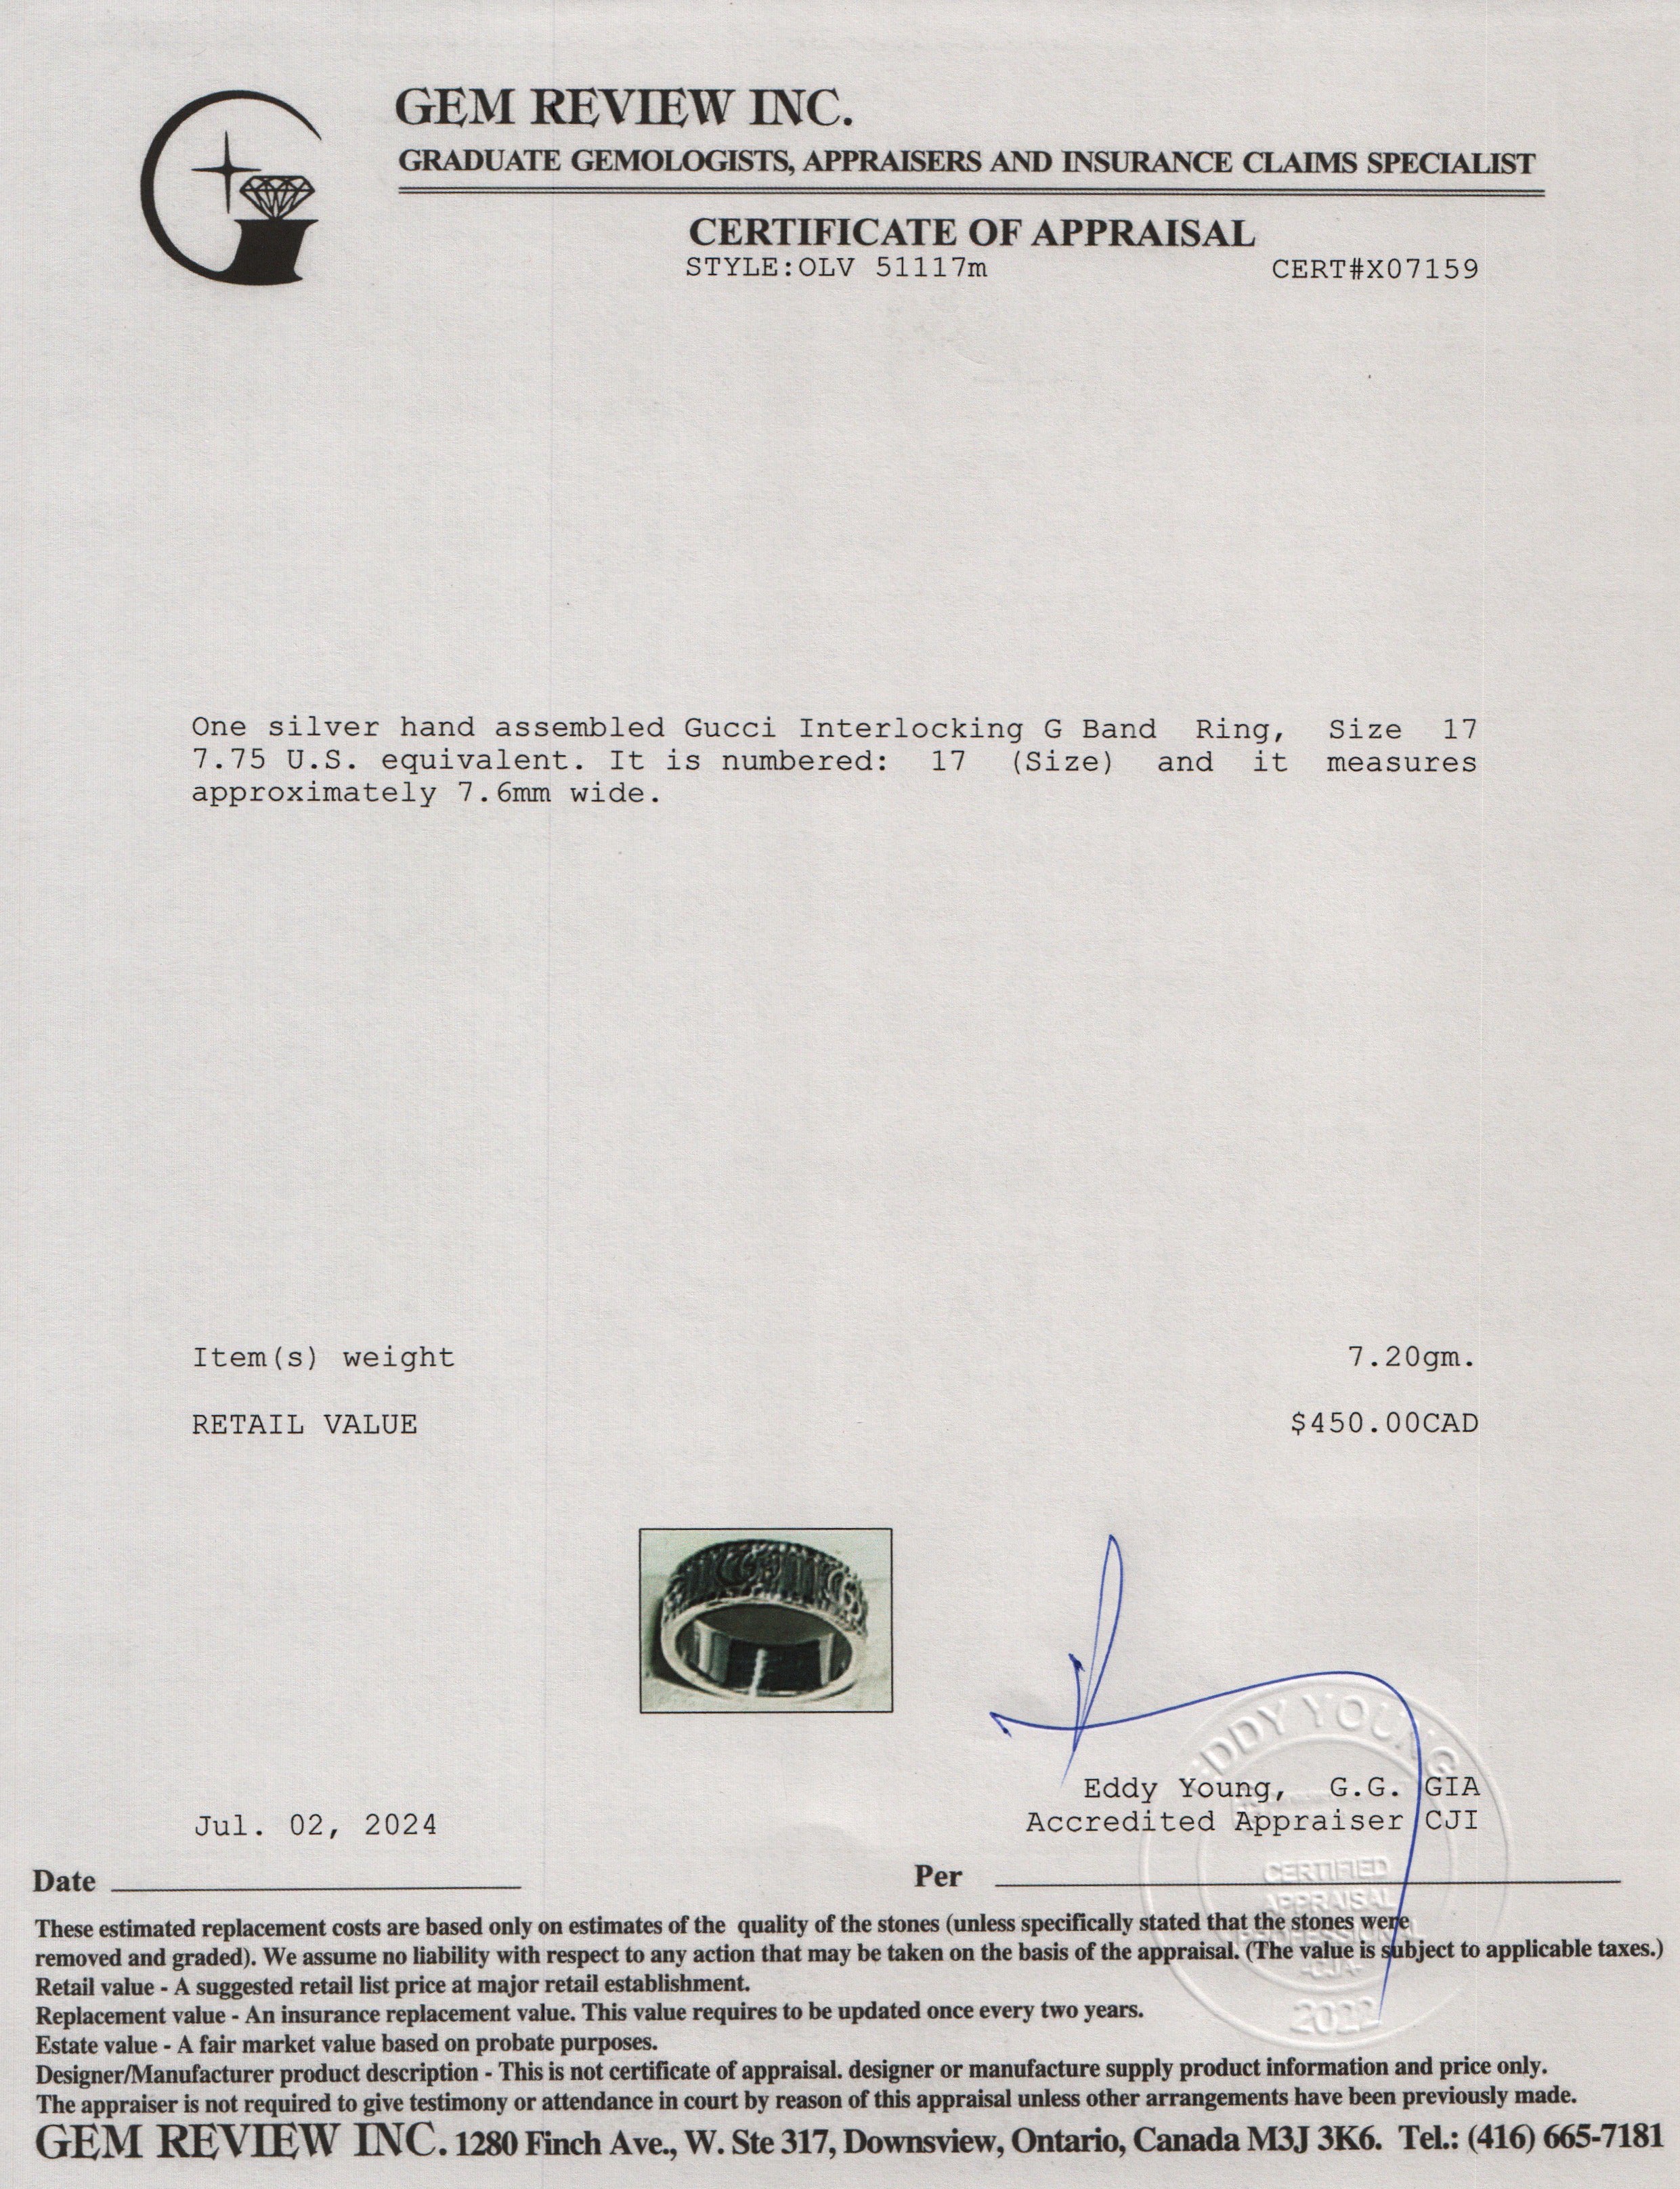 GEM REVIEW INC.
GRADUATE GEMOLOGISTS, APPRAISERS AND INSURANCE CLAIMS SPECIALIST
CERTIFICATE OF APPRAISAL
STYLE:OLV 51117m CERT#X07159
One silver hand assembled Gucci Interlocking G Band Ring, Size 17
7.75 U.S. equivalent. It is numbered: 17 (Size) and it measures
approximately 7.6mm wide.
Item(s) weight 7.20gm.
RETAIL VALUE $450.00CAD
EDDY YOUNG
Eddy Young, G.G. GIA
Jul. 02, 2024 Accredited Appraiser CJI
Date Per
CERTIFIED
APPRAISAL
2022
These estimated replacement costs are based only on estimates of the quality of the stones (unless specifically stated that the stones were
removed and graded). We assume no liability with respect to any action that may be taken on the basis of the appraisal. (The value is subject to applicable taxes.)
Retail value - A suggested retail list price at major retail establishment.
Replacement value - An insurance replacement value. This value requires to be updated once every two years.
Estate value - A fair market value based on probate purposes.
Designer/Manufacturer product description - This is not certificate of appraisal. designer or manufacture supply product information and price only.
The appraiser is not required to give testimony or attendance in court by reason of this appraisal unless other arrangements have been previously made.
GEM REVIEW INC. 1280 Finch Ave., W. Ste 317, Downsview, Ontario, Canada M3J 3K6. Tel.: (416) 665-7181